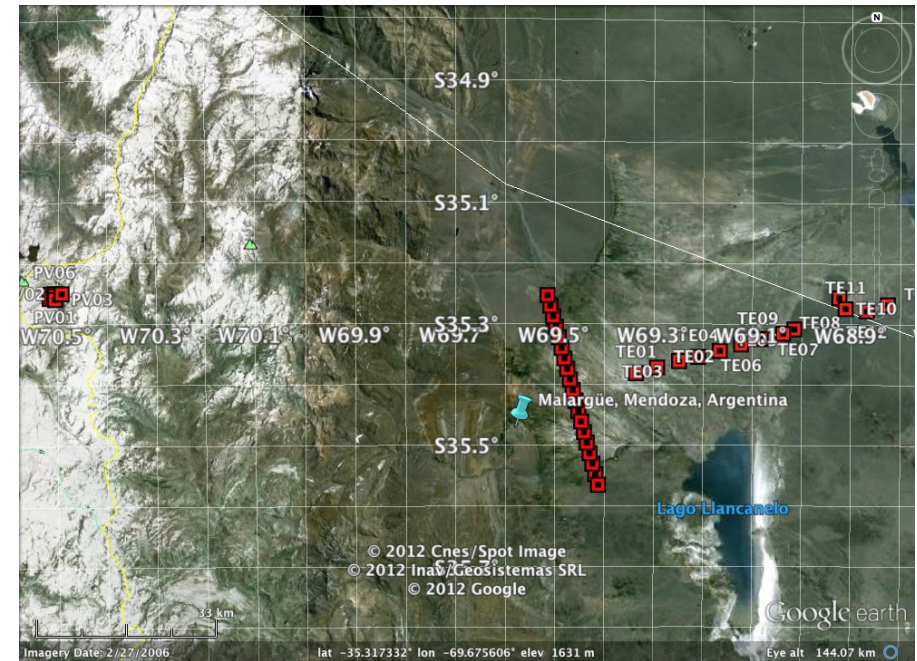 N
S34.9°
S35.1°
PV06
02
PV03
PV01
TE11
T
TE10
S35.3°
TE09
TE08
W70.5°
W70.3°
W70.1°
W69.9°
W69.7°
W69.5°
W69.3°
TE04
W69.1°
W68.9°
TE01
TE02
TE07
TE03
TE06
Malargüe, Mendoza, Argentina
S35.5°
Lago Llancanelo
© 2012 Cnes/Spot Image
© 2012 Inav/Geosistemas SRL
© 2012 Google
33 km
Google earth
Imagery Date: 2/27/2006
lat -35.317332° lon -69.675606° elev 1631 m
Eye alt 144.07 km